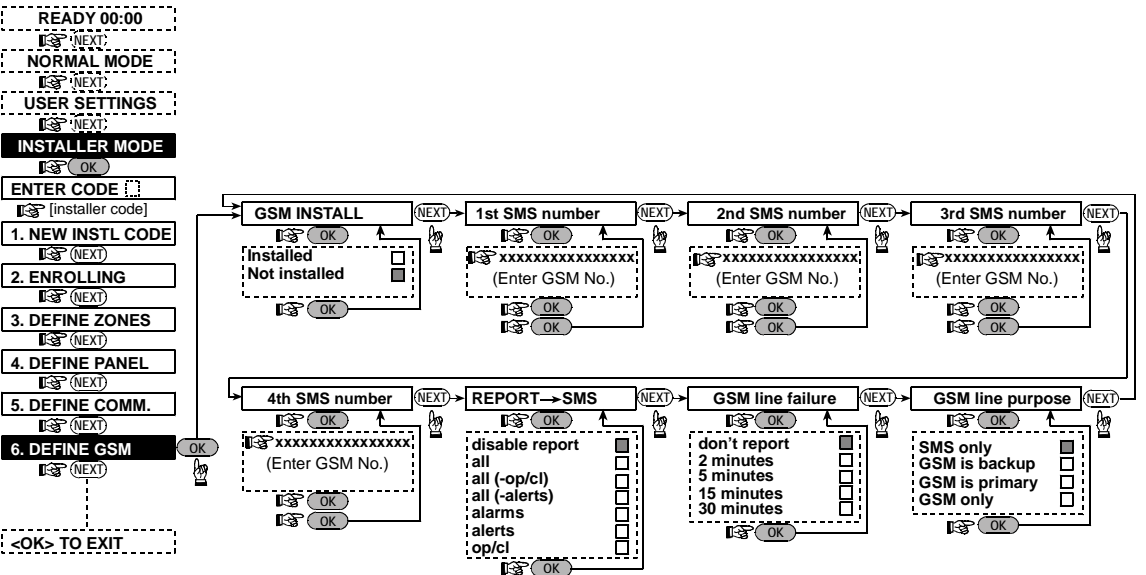 READY 00:00
NEXT
NORMAL MODE
NEXT
USER SETTINGS
NEXT
INSTALLER MODE
OK
ENTER CODE
[installer code]
1. NEW INSTL CODE
NEXT
2. ENROLLING
NEXT
3. DEFINE ZONES
NEXT
4. DEFINE PANEL
NEXT
5. DEFINE COMM.
NEXT
6. DEFINE GSM
OK
NEXT
<OK> TO EXIT
GSM INSTALL
NEXT
OK
Installed
Not installed
OK
1st SMS number
NEXT
OK
xxxxxxxxxxxxxxxx
(Enter GSM No.)
OK
OK
2nd SMS number
NEXT
OK
xxxxxxxxxxxxxxxx
(Enter GSM No.)
OK
OK
3rd SMS number
NEXT
OK
xxxxxxxxxxxxxxxx
(Enter GSM No.)
OK
OK
4th SMS number
NEXT
OK
xxxxxxxxxxxxxxxx
(Enter GSM No.)
OK
OK
REPORT→SMS
NEXT
OK
disable report
all
all (-op/cl)
all (-alerts)
alarms
alerts
op/cl
OK
GSM line failure
NEXT
OK
don't report
2 minutes
5 minutes
15 minutes
30 minutes
OK
GSM line purpose
NEXT
OK
SMS only
GSM is backup
GSM is primary
GSM only
OK